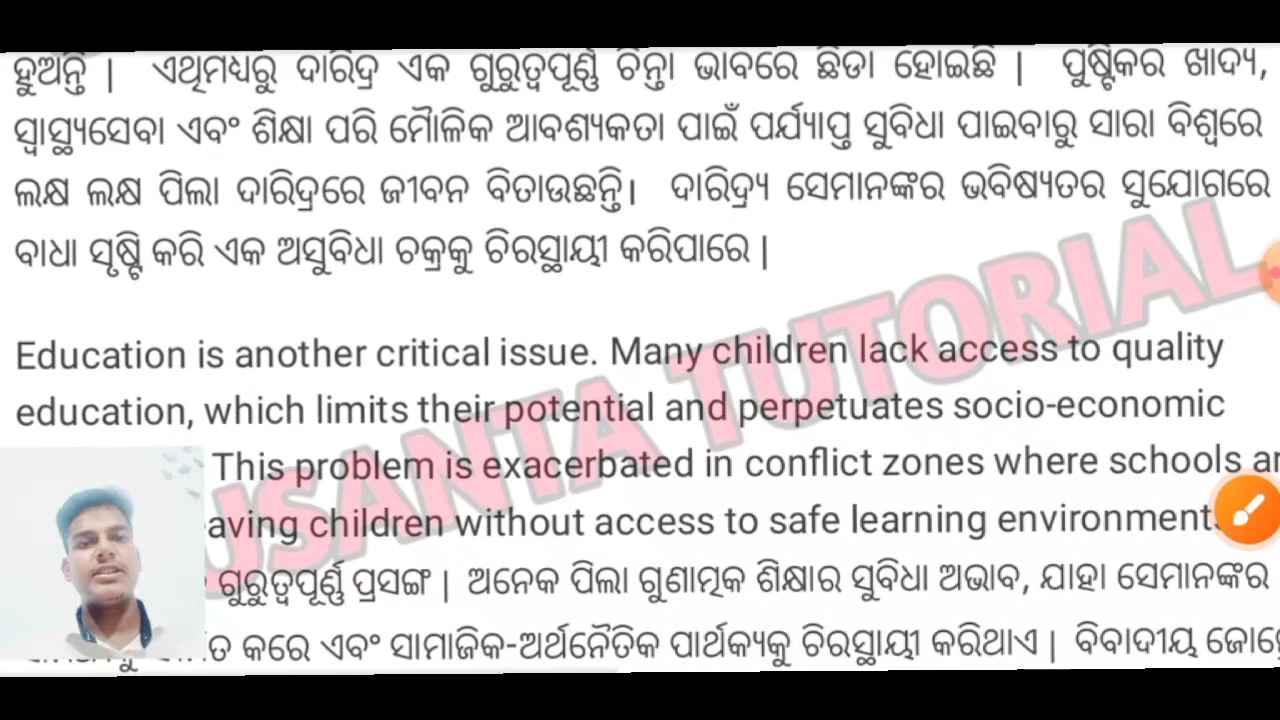 ହୁଅନ୍ତି | ଏଥିମଧ୍ୟରୁ ଦାରିଦ୍ର ଏକ ଗୁରୁତ୍ୱପୂର୍ଣ୍ଣ ଚିନ୍ତା ଭାବରେ ଛିଡା ହୋଇଛି | ପୁଷ୍ଟିକର ଖାଦ୍ୟ,
ସ୍ୱାସ୍ଥ୍ୟସେବା ଏବଂ ଶିକ୍ଷା ପରି ମୌଳିକ ଆବଶ୍ୟକତା ପାଇଁ ପର୍ଯ୍ୟାପ୍ତ ସୁବିଧା ପାଇବାରୁ ସାରା ବିଶ୍ୱରେ
ଲକ୍ଷ ଲକ୍ଷ ପିଲା ଦାରିଦ୍ରରେ ଜୀବନ ବିତାଉଛନ୍ତି। ଦାରିଦ୍ର୍ୟ ସେମାନଙ୍କର ଭବିଷ୍ୟତର ସୁଯୋଗରେ
ବାଧା ସୃଷ୍ଟି କରି ଏକ ଅସୁବିଧା ଚକ୍ରକୁ ଚିରସ୍ଥାୟୀ କରିପାରେ |
USANTA TUTORIAL
Education is another critical issue. Many children lack access to quality
education, which limits their potential and perpetuates socio-economic
This problem is exacerbated in conflict zones where schools
aving children without access to safe learning environment
ଗୁରୁତ୍ୱପୂର୍ଣ୍ଣ ପ୍ରସଙ୍ଗ | ଅନେକ ପିଲା ଗୁଣାତ୍ମକ ଶିକ୍ଷାର ସୁବିଧା ଅଭାବ, ଯାହା ସେମାନଙ୍କର
କରେ ଏବଂ ସାମାଜିକ-ଅର୍ଥନୈତିକ ପାର୍ଥକ୍ୟକୁ ଚିରସ୍ଥାୟୀ କରିଥାଏ | ବିବାଦୀୟ